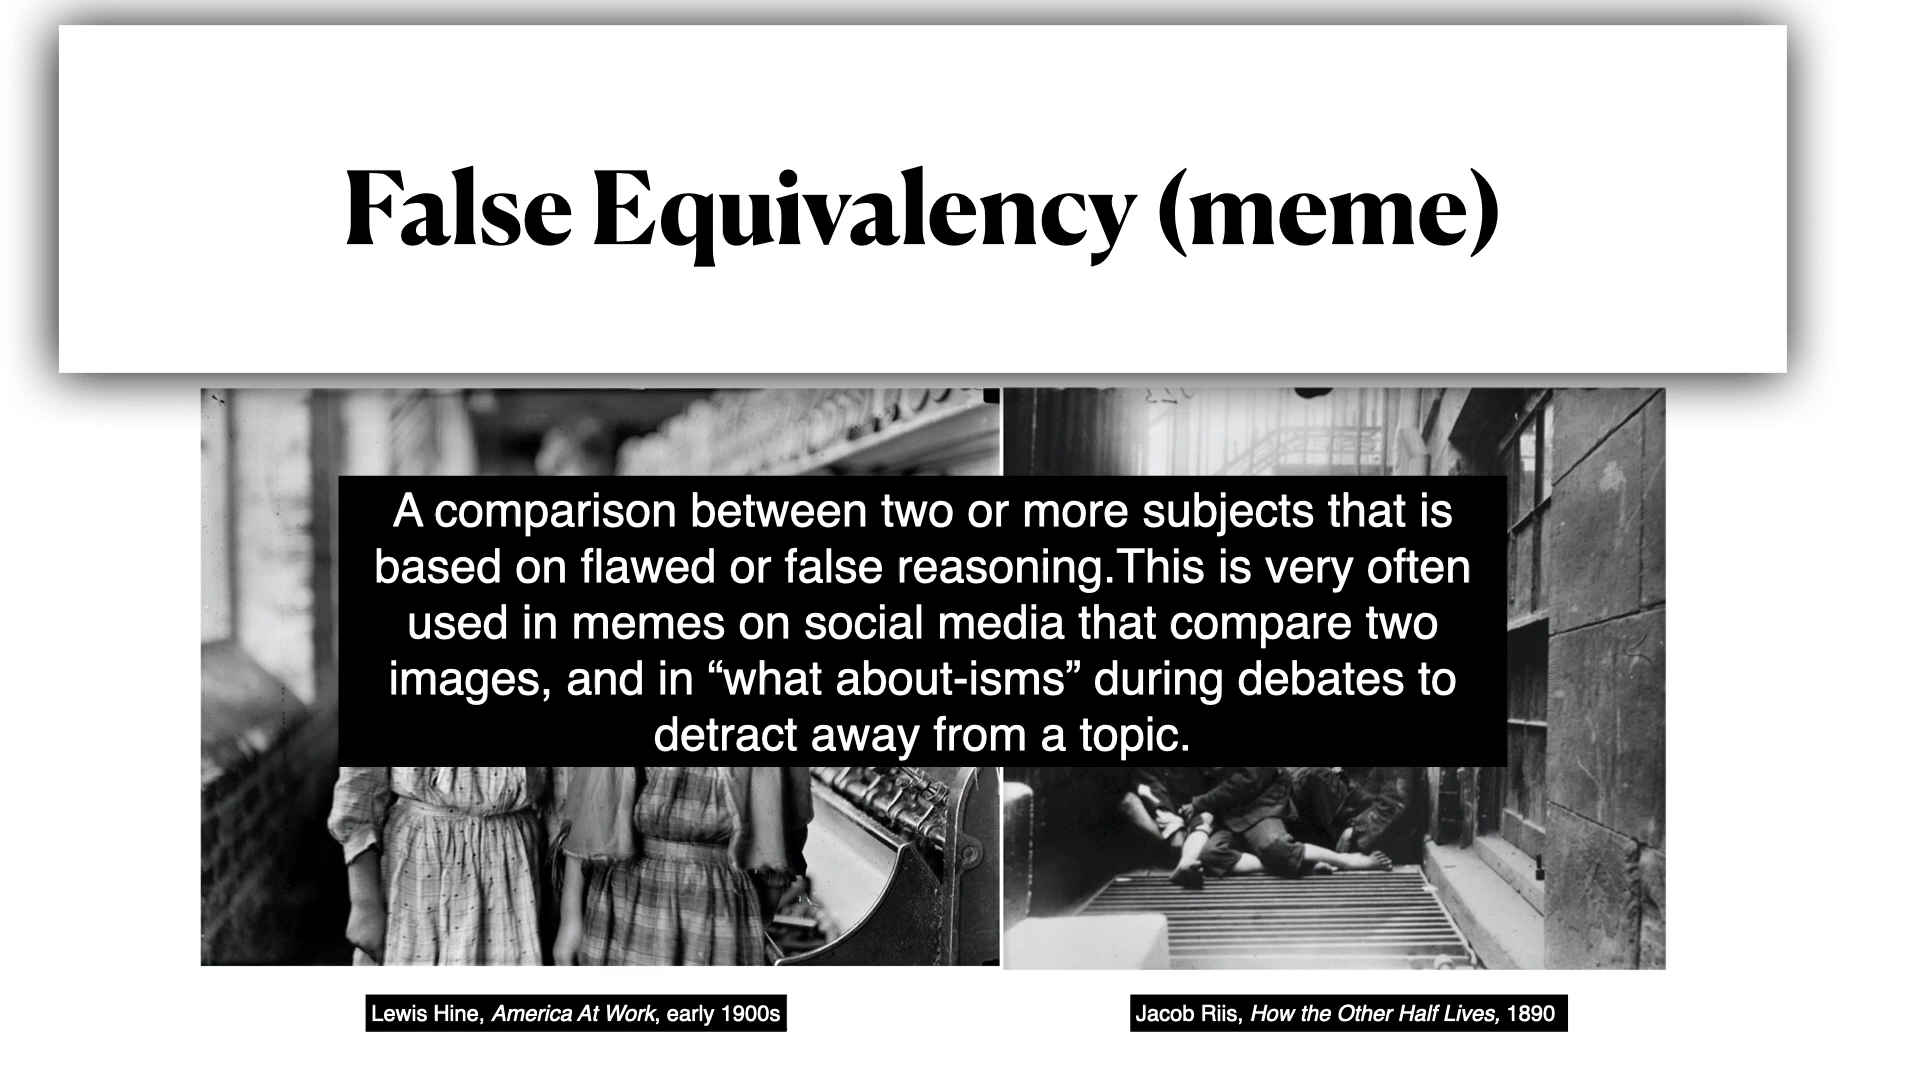 False Equivalency (meme)
A comparison between two or more subjects that is
based on flawed or false reasoning.This is very often
used in memes on social media that compare two
images, and in “what about-isms” during debates to
detract away from a topic.
Lewis Hine, America At Work, early 1900s
Jacob Riis, How the Other Half Lives, 1890